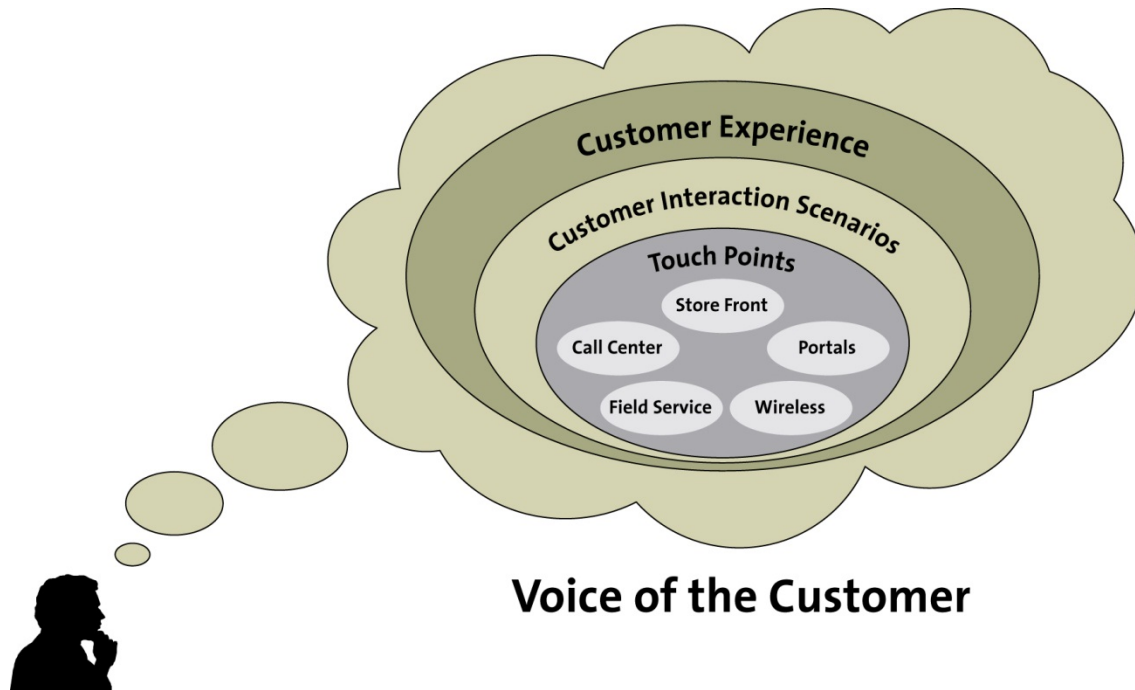 Customer Experience
Customer Interaction Scenarios
Touch Points
Store Front
Call Center
Portals
Field Service
Wireless
Voice of the Customer